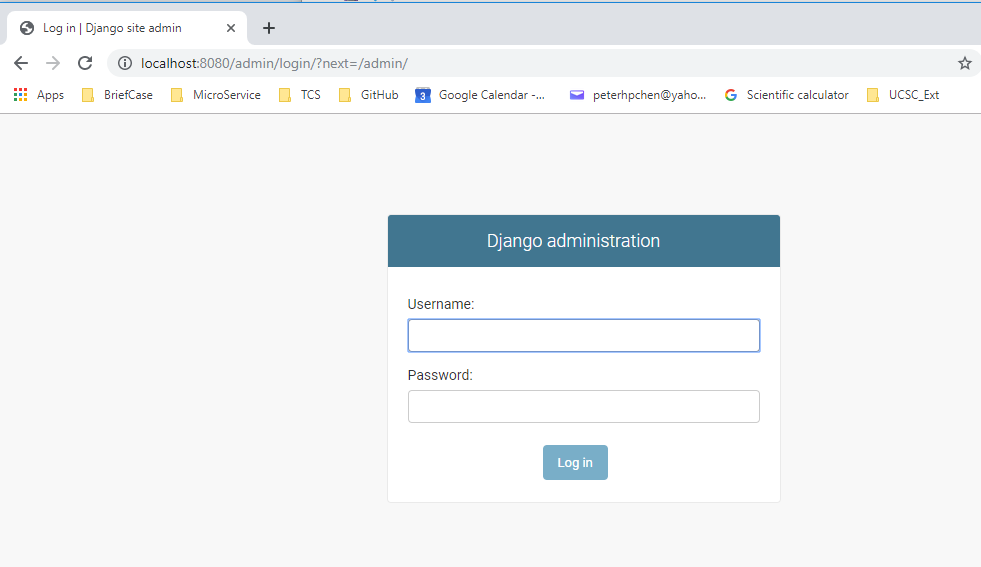 Log in | Django site admin
localhost:8080/admin/login/?next=/admin/
Apps BriefCase MicroService TCS GitHub 3 Google Calendar -... peterhpchen@yaho... G Scientific calculator UCSC_Ext
Django administration
Username:
Password:
Log in